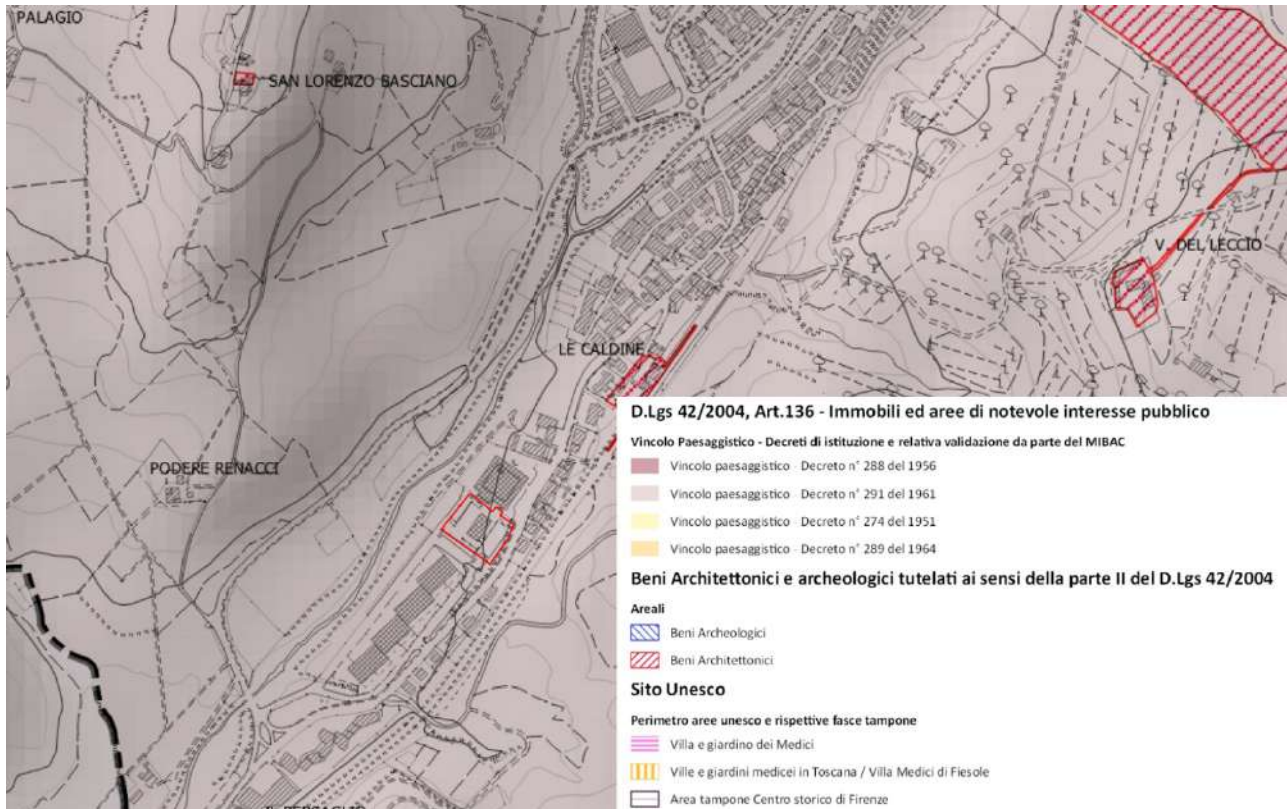 PALAGIO
SAN LORENZO BASCIANO
V. DEL LECCIO
LE CALDINE
PODERE RENACCI
D.Lgs 42/2004, Art.136 - Immobili ed aree di notevole interesse pubblico
Vincolo Paesaggistico - Decreti di istituzione e relativa validazione da parte del MIBAC
Vincolo paesaggistico - Decreto n° 288 del 1956
Vincolo paesaggistico - Decreto n° 291 del 1961
Vincolo paesaggistico - Decreto n° 274 del 1951
Vincolo paesaggistico - Decreto n° 289 del 1964
Beni Architettonici e archeologici tutelati ai sensi della parte II del D.Lgs 42/2004
Areali
Beni Archeologici
Beni Architettonici
Sito Unesco
Perimetro aree unesco e rispettive fasce tampone
Villa e giardino dei Medici
Ville e giardini medicei in Toscana / Villa Medici di Fiesole
Area tampone Centro storico di Firenze